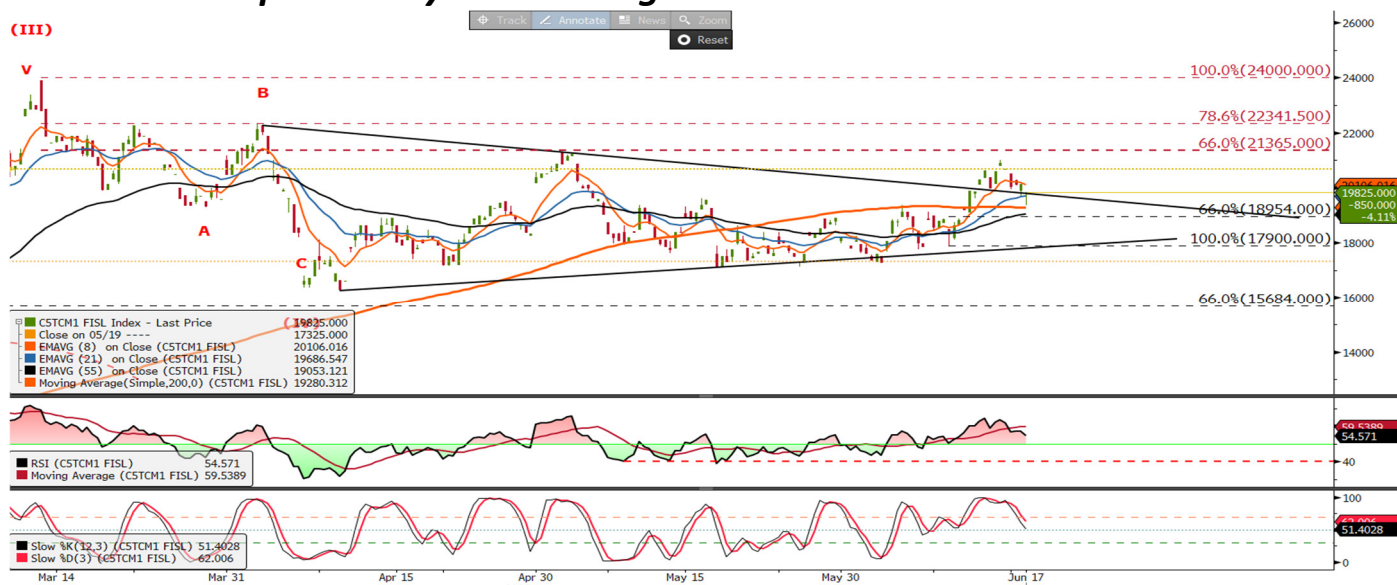 Track Annotate News Zoom
Reset
(III)
V
B
A
C
100.0%(24000.000)
78.6%(22341.500)
66.0%(21365.000)
66.0%(18954.000)
100.0%(17900.000)
66.0%(15684.000)
26000
24000
22000
19825.000
-850.000
-4.11%
18000
16000
14000
C5TCM1 FISL Index - Last Price 19825.000
Close on 05/19 ---- 17325.000
EMAVG (8) on Close (C5TCM1 FISL) 20106.016
EMAVG (21) on Close (C5TCM1 FISL) 19686.547
EMAVG (55) on Close (C5TCM1 FISL) 19053.121
Moving Average(Simple,200,0) (C5TCM1 FISL) 19280.312
59.5389
54.571
40
RSI (C5TCM1 FISL) 54.571
Moving Average (C5TCM1 FISL) 59.5389
100
62.006
51.4028
0
Slow %K(12,3) (C5TCM1 FISL) 51.4028
Slow %D(3) (C5TCM1 FISL) 62.006
Mar 14 Mar 31 Apr 15 Apr 30 May 15 May 30 Jun 17